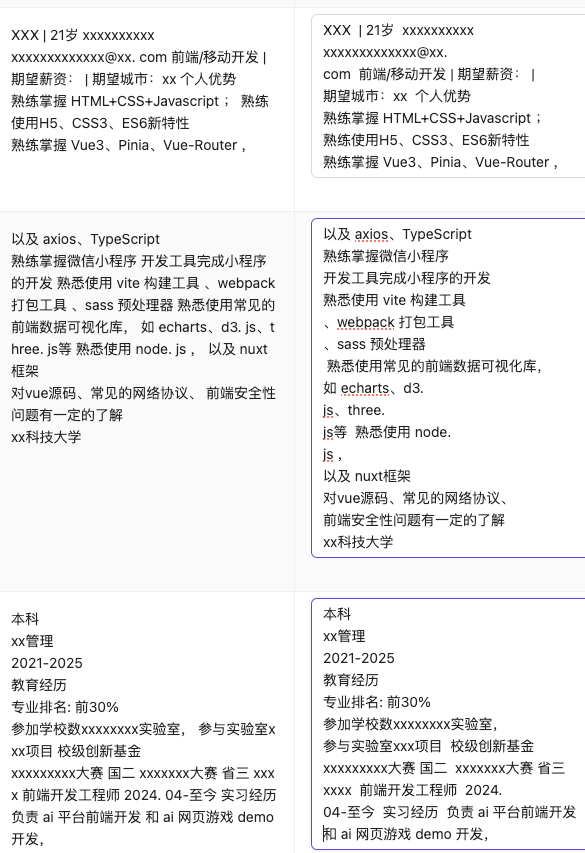 XXX | 21岁 xxxxxxxxxx
xxxxxxxxxxxxx@xx. com 前端/移动开发 |
期望薪资： | 期望城市：xx 个人优势
熟练掌握 HTML+CSS+Javascript ； 熟练
使用H5、CSS3、ES6新特性
熟练掌握 Vue3、Pinia、Vue-Router ，
XXX | 21岁 xxxxxxxxxx
xxxxxxxxxxxxx@xx.
com 前端/移动开发 | 期望薪资： |
期望城市：xx 个人优势
熟练掌握 HTML+CSS+Javascript ；
熟练使用H5、CSS3、ES6新特性
熟练掌握 Vue3、Pinia、Vue-Router ，
以及 axios、TypeScript
熟练掌握微信小程序 开发工具完成小程序
的开发 熟悉使用 vite 构建工具 、webpack
打包工具 、sass 预处理器 熟悉使用常见的
前端数据可视化库， 如 echarts、d3. js、t
hree. js等 熟悉使用 node. js ， 以及 nuxt
框架
对vue源码、常见的网络协议、 前端安全性
问题有一定的了解
xx科技大学
以及 axios、TypeScript
熟练掌握微信小程序
开发工具完成小程序的开发
熟悉使用 vite 构建工具
、webpack 打包工具
、sass 预处理器
熟悉使用常见的前端数据可视化库，
如 echarts、d3.
js、three.
js等 熟悉使用 node.
js ，
以及 nuxt框架
对vue源码、常见的网络协议、
前端安全性问题有一定的了解
xx科技大学
本科
xx管理
2021-2025
教育经历
专业排名: 前30%
参加学校数xxxxxxxx实验室， 参与实验室x
xx项目 校级创新基金
xxxxxxxxx大赛 国二 xxxxxxx大赛 省三 xxx
x 前端开发工程师 2024. 04-至今 实习经历
负责 ai 平台前端开发 和 ai 网页游戏 demo
开发，
本科
xx管理
2021-2025
教育经历
专业排名: 前30%
参加学校数xxxxxxxx实验室，
参与实验室xxx项目 校级创新基金
xxxxxxxxx大赛 国二 xxxxxxx大赛 省三
xxxx 前端开发工程师 2024.
04-至今 实习经历 负责 ai 平台前端开发
和 ai 网页游戏 demo 开发，